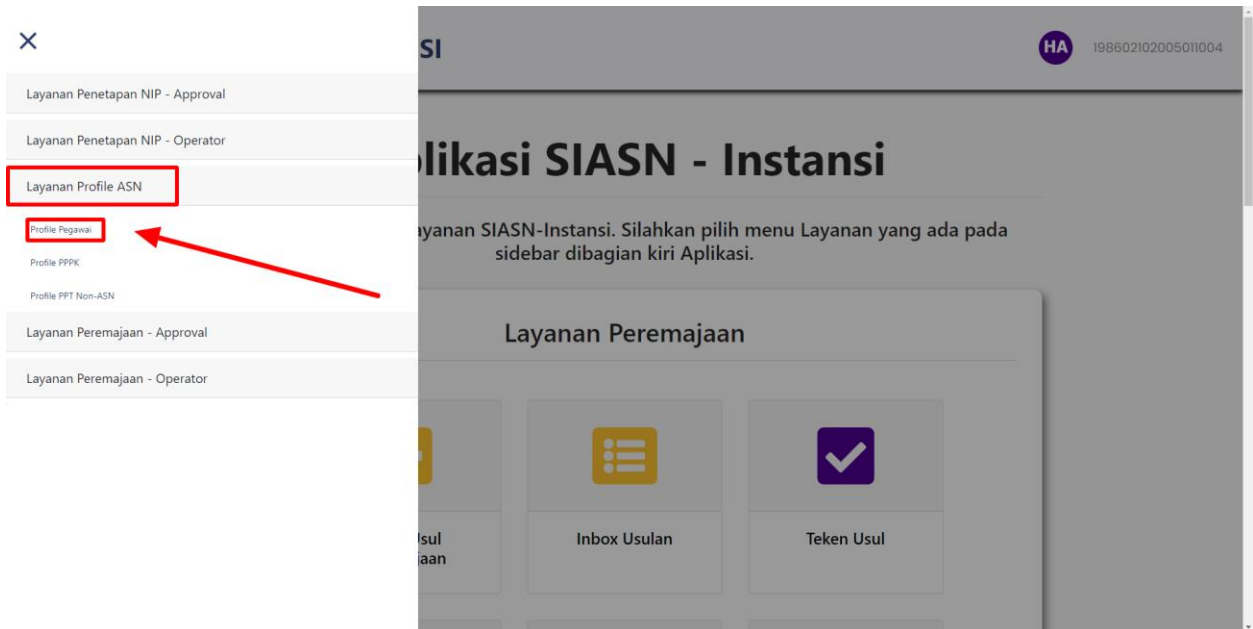 SI
HA
198602102005011004
Layanan Penetapan NIP - Approval
Layanan Penetapan NIP - Operator
Layanan Profile ASN
Profile Pegawai
Profile PPPK
Profile PPT Non-ASN
Layanan Peremajaan - Approval
Layanan Peremajaan - Operator
likasi SIASN - Instansi
ayanan SIASN-Instansi. Silahkan pilih menu Layanan yang ada pada
sidebar dibagian kiri Aplikasi.
Layanan Peremajaan
Usul
jaan
Inbox Usulan
Teken Usul